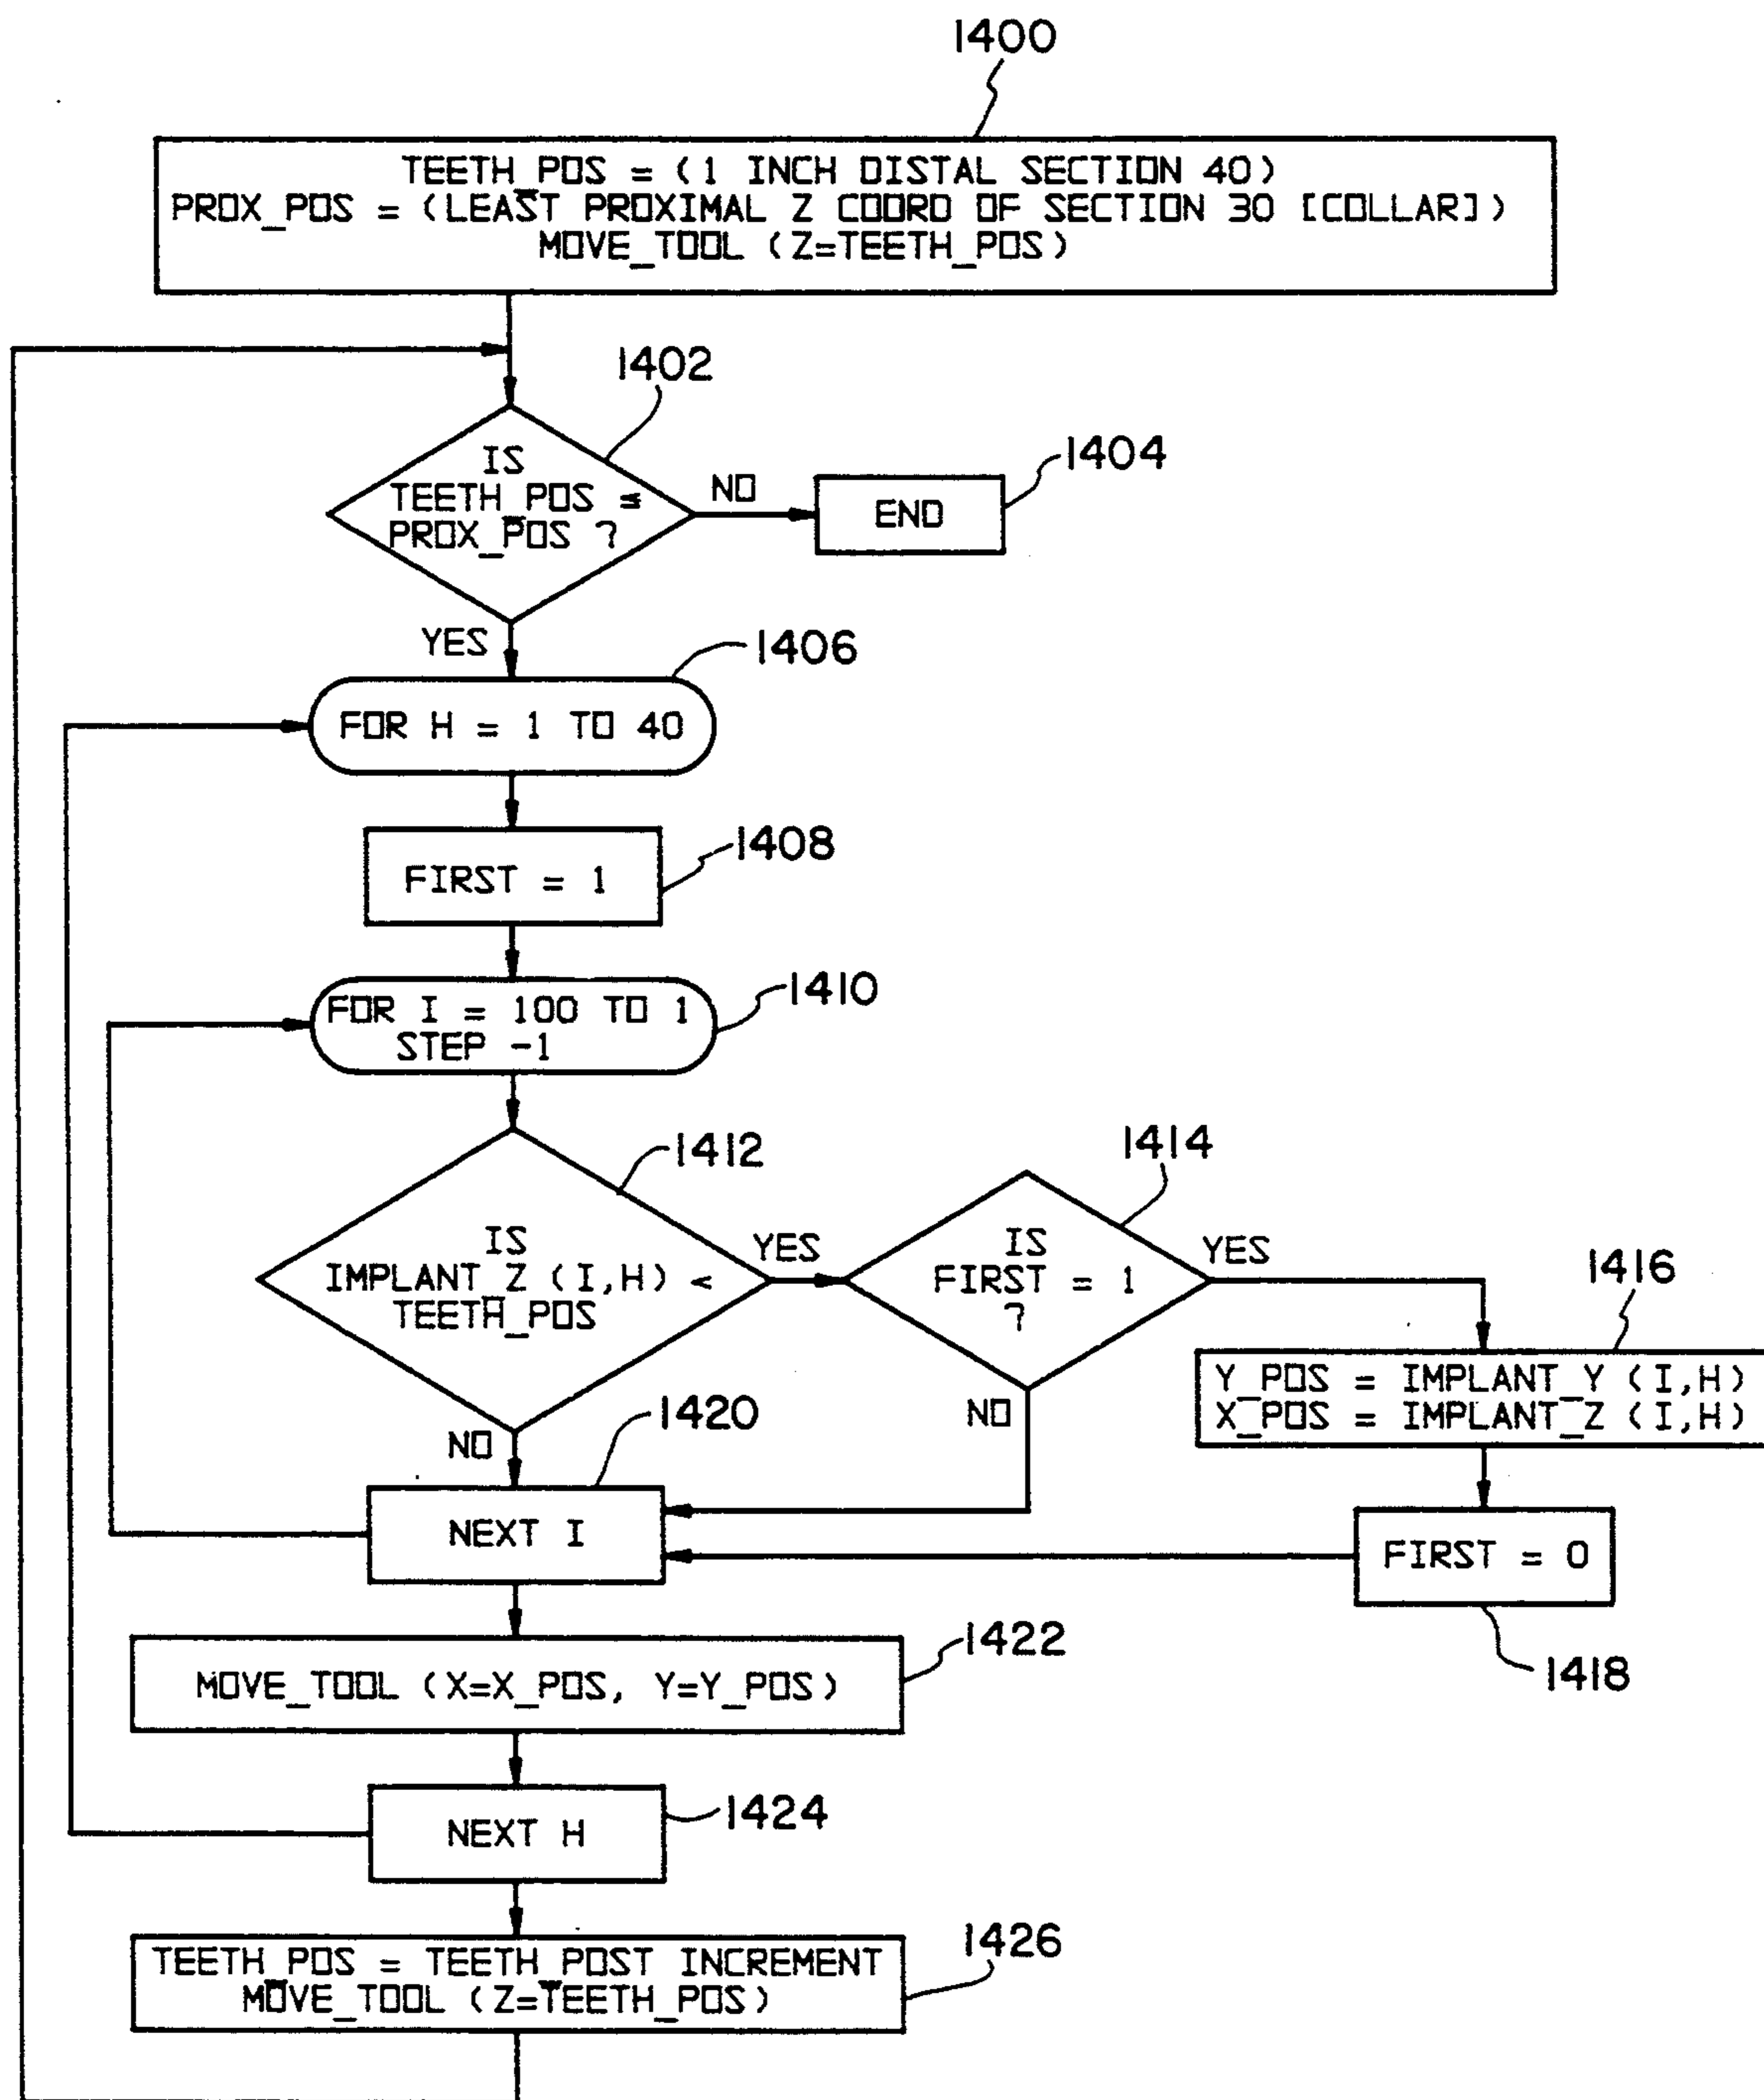 1400
TEETH_POS = (1 INCH DISTAL SECTION 40)
PROX_POS = (LEAST PROXIMAL Z COORD OF SECTION 30 [COLLAR])
MOVE_TOOL (Z=TEETH_POS)
1402
IS
TEETH_POS ≤
PROX_POS ?
NO
1404
END
YES
1406
FOR H = 1 TO 40
1408
FIRST = 1
1410
FOR I = 100 TO 1
STEP -1
1412
IS
IMPLANT_Z (I,H) <
TEETH_POS
YES
1414
IS
FIRST = 1
?
YES
1416
Y_POS = IMPLANT_Y (I,H)
X_POS = IMPLANT_Z (I,H)
NO
NO
1420
NEXT I
FIRST = 0
1418
1422
MOVE_TOOL (X=X_POS, Y=Y_POS)
1424
NEXT H
1426
TEETH_POS = TEETH_POST INCREMENT
MOVE_TOOL (Z=TEETH_POS)